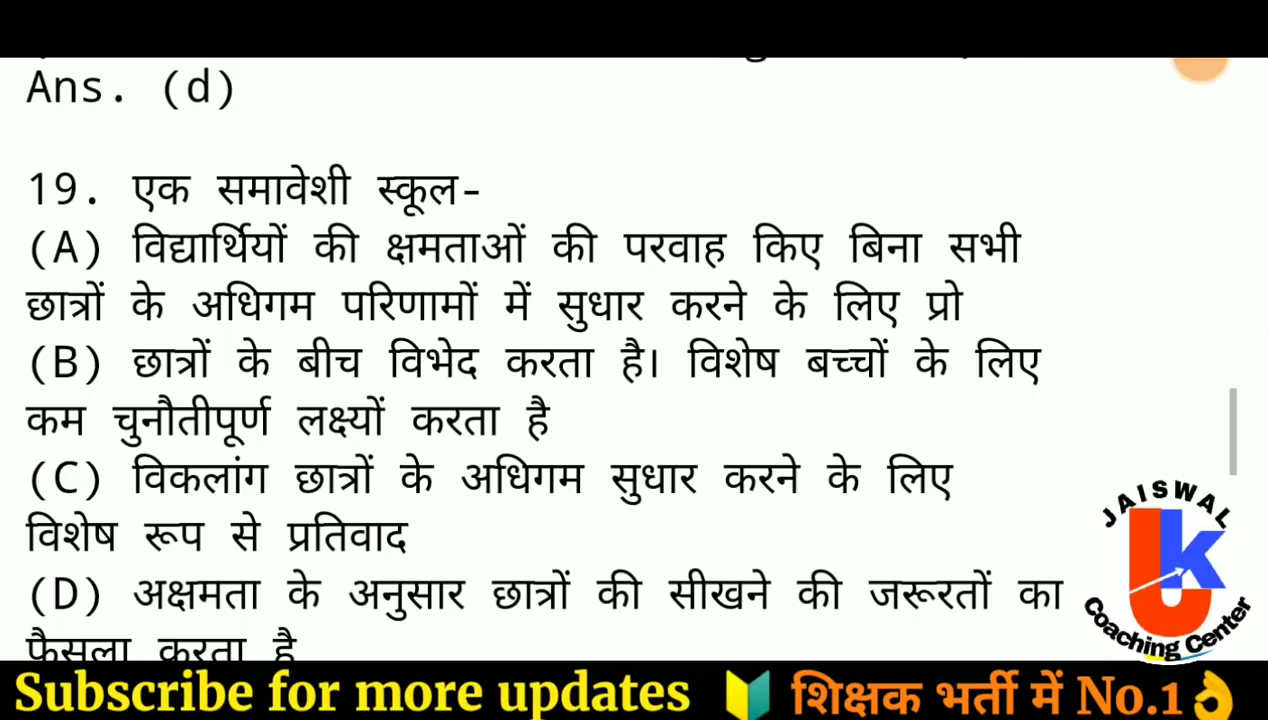 Ans. (d)
19. एक समावेशी स्कूल-
(A) विद्यार्थियों की क्षमताओं की परवाह किए बिना सभी
छात्रों के अधिगम परिणामों में सुधार करने के लिए प्रो
(B) छात्रों के बीच विभेद करता है। विशेष बच्चों के लिए
कम चुनौतीपूर्ण लक्ष्यों करता है
(C) विकलांग छात्रों के अधिगम सुधार करने के लिए
विशेष रूप से प्रतिवाद
(D) अक्षमता के अनुसार छात्रों की सीखने की जरूरतों का
फैसला करता है
JAISWAL
UK
Coaching Center
Subscribe for more updates 🔰 शिक्षक भर्ती में No.1👌